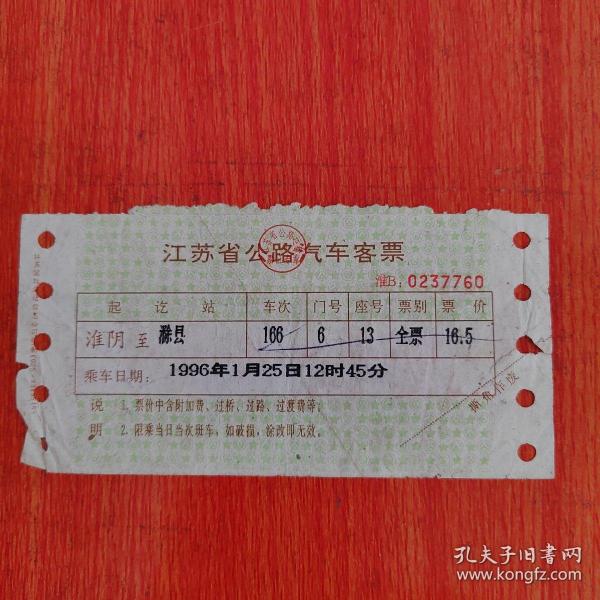 江苏省公路汽车客票
淮B: 0237760
起 讫 站 车次 门号 座号 票别 票 价
淮阴 至 滁县 166 6 13 全票 16.5
乘车日期: 1996年1月25日12时45分
说 1. 票价中含附加费、过桥、过路、过渡费等;
明 2. 限乘当日当次班车,如破损,涂改即无效。
撕角作废
孔夫子旧书网
www.kongfz.com